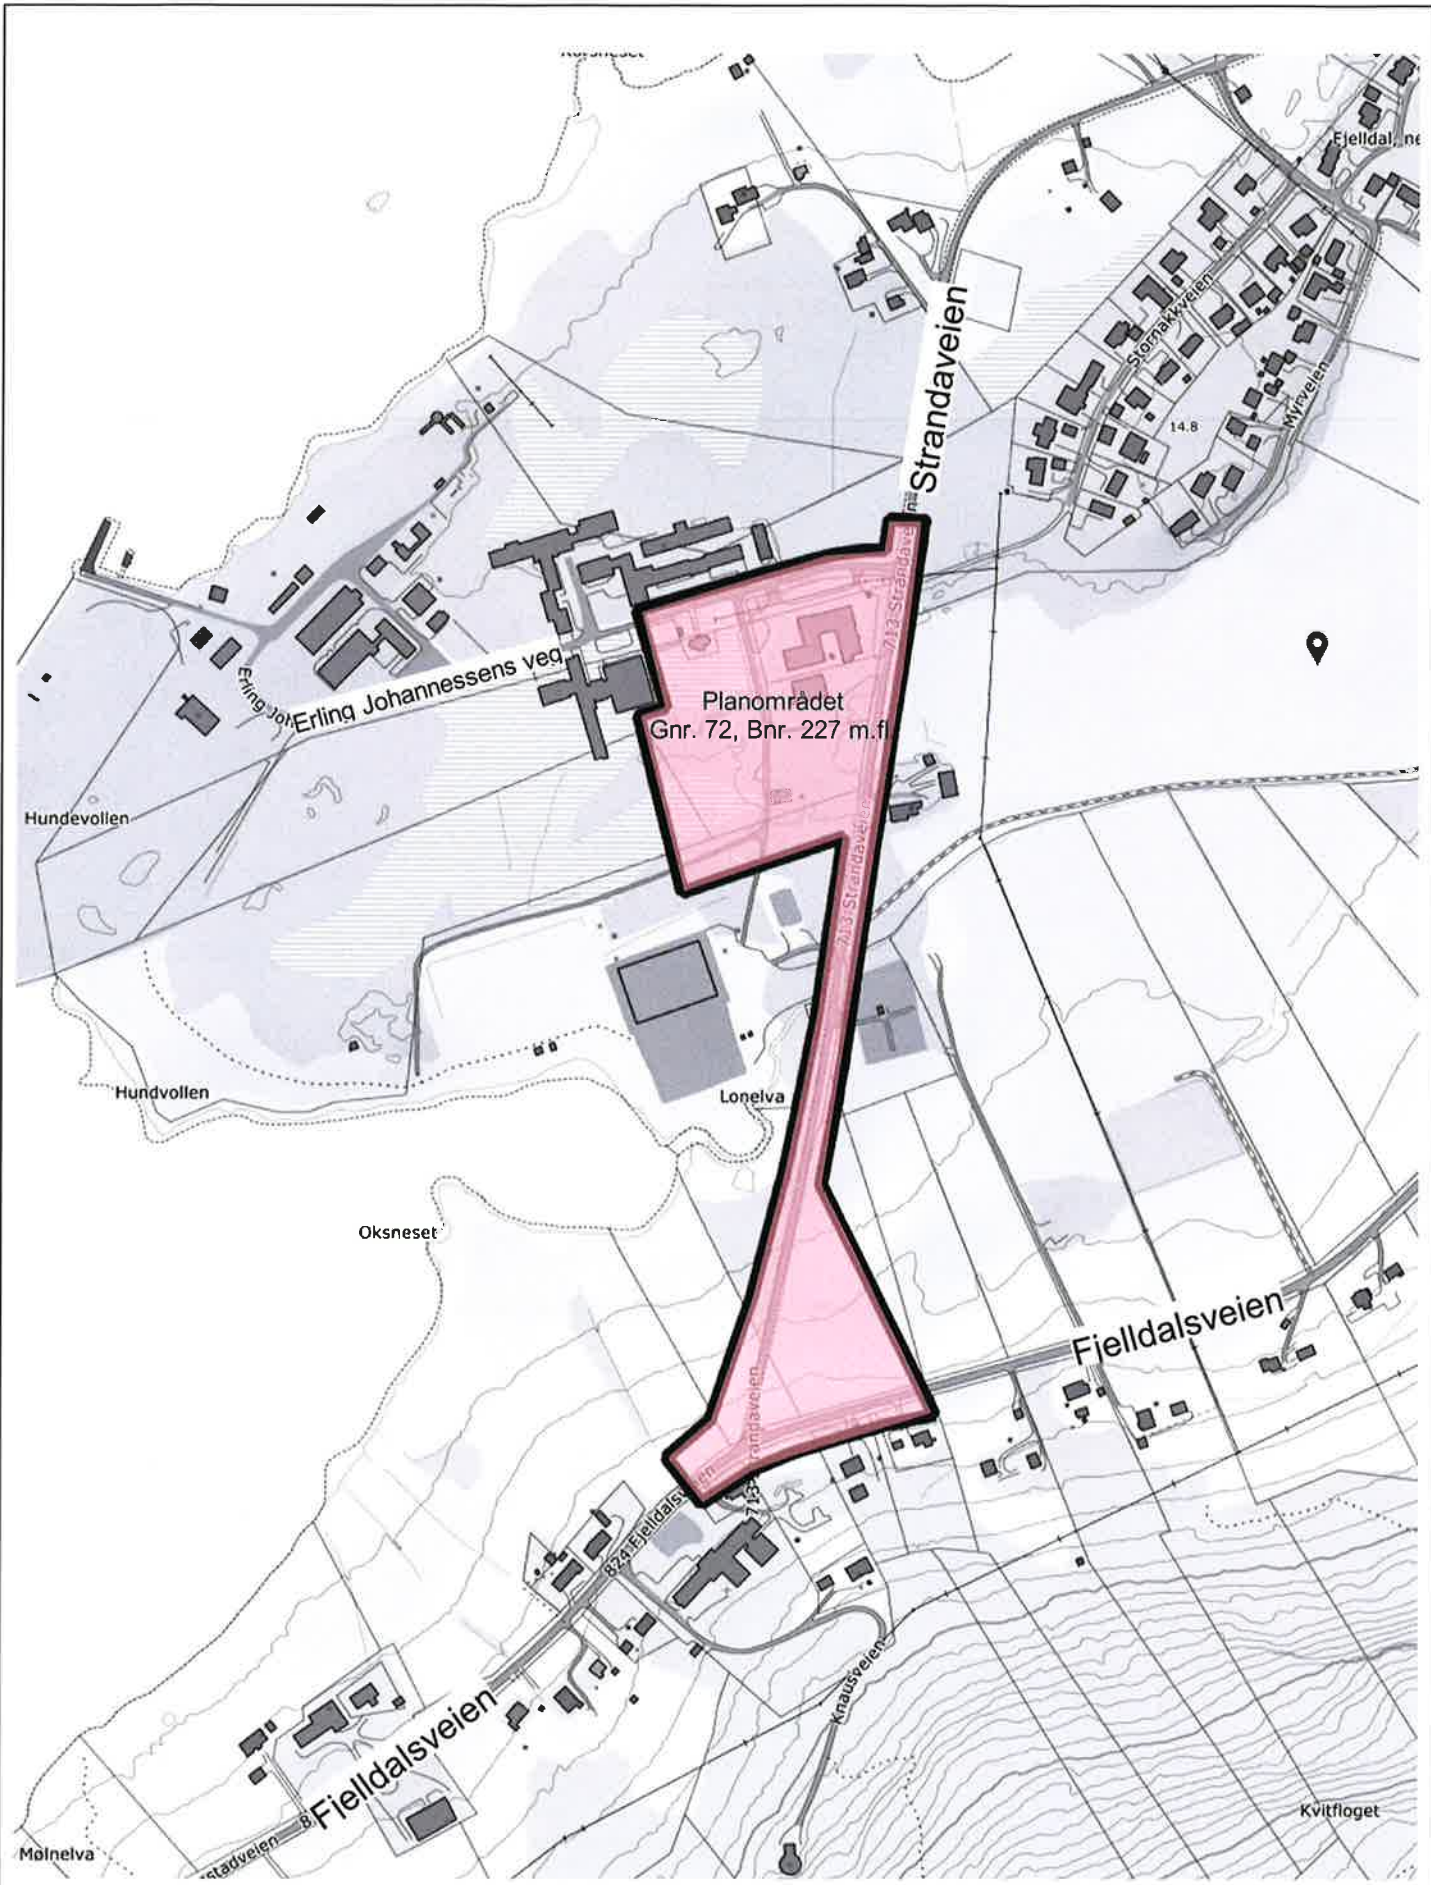 Fjelldal, ne
Stornakkveien
Strandaveien
Myrveien
14.8
713 Strandaveien
Erling Johannessens veg
Erling Joh
Planområdet
Gnr. 72, Bnr. 227 m.fl.
Hundevollen
713 Strandaveien
Hundvollen
Lonelva
Oksneset
Fjelldalsveien
713 Strandaveien
824 Fjelldalsveien
Knausveien
Fjelldalsveien
8
Kvitfloget
Mølnelva
stadveien